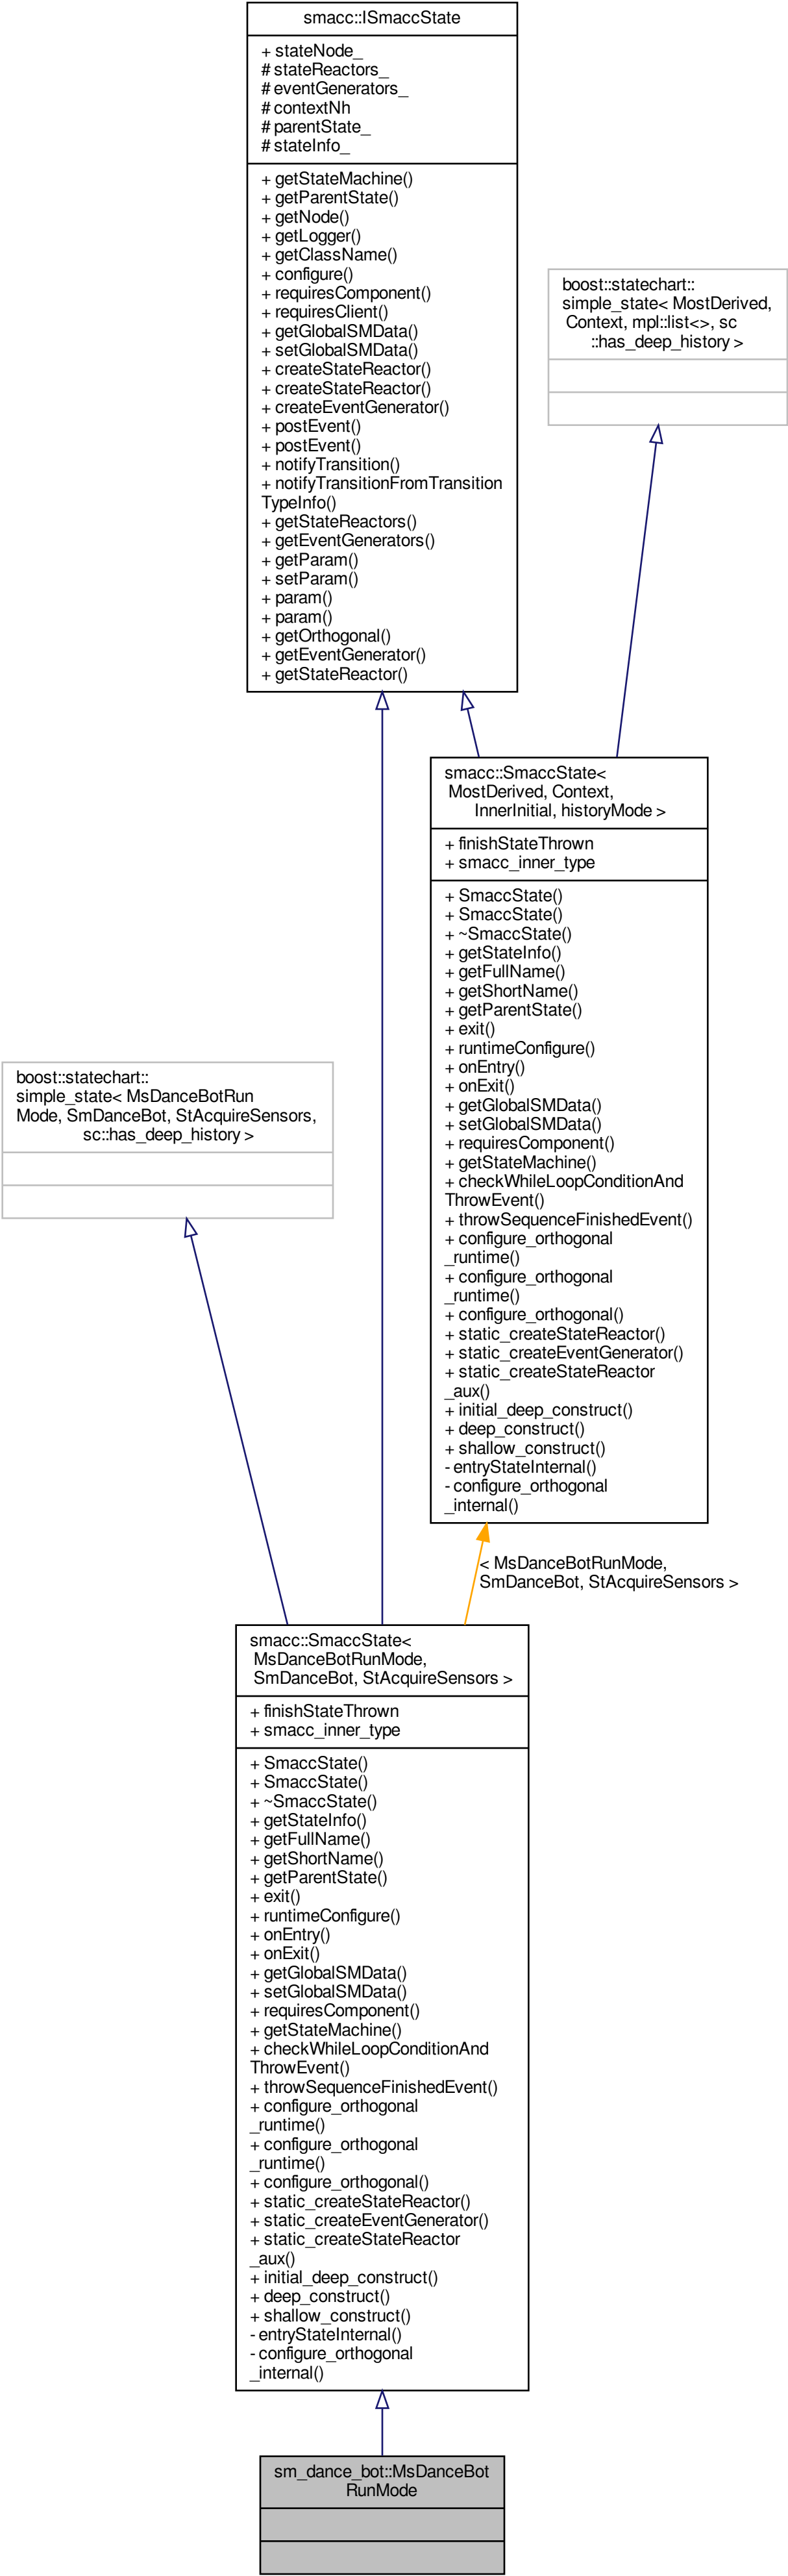 smacc::ISmaccState
+ stateNode_
# stateReactors_
# eventGenerators_
# contextNh
# parentState_
# stateInfo_
+ getStateMachine()
+ getParentState()
+ getNode()
+ getLogger()
+ getClassName()
+ configure()
+ requiresComponent()
+ requiresClient()
+ getGlobalSMData()
+ setGlobalSMData()
+ createStateReactor()
+ createStateReactor()
+ createEventGenerator()
+ postEvent()
+ postEvent()
+ notifyTransition()
+ notifyTransitionFromTransition
TypeInfo()
+ getStateReactors()
+ getEventGenerators()
+ getParam()
+ setParam()
+ param()
+ param()
+ getOrthogonal()
+ getEventGenerator()
+ getStateReactor()
boost::statechart::
simple_state< MostDerived,
Context, mpl::list<>, sc
::has_deep_history >
smacc::SmaccState<
MostDerived, Context,
InnerInitial, historyMode >
+ finishStateThrown
+ smacc_inner_type
+ SmaccState()
+ SmaccState()
+ ~SmaccState()
+ getStateInfo()
+ getFullName()
+ getShortName()
+ getParentState()
+ exit()
+ runtimeConfigure()
+ onEntry()
+ onExit()
+ getGlobalSMData()
+ setGlobalSMData()
+ requiresComponent()
+ getStateMachine()
+ checkWhileLoopConditionAnd
ThrowEvent()
+ throwSequenceFinishedEvent()
+ configure_orthogonal
_runtime()
+ configure_orthogonal
_runtime()
+ configure_orthogonal()
+ static_createStateReactor()
+ static_createEventGenerator()
+ static_createStateReactor
_aux()
+ initial_deep_construct()
+ deep_construct()
+ shallow_construct()
- entryStateInternal()
- configure_orthogonal
_internal()
boost::statechart::
simple_state< MsDanceBotRun
Mode, SmDanceBot, StAcquireSensors,
sc::has_deep_history >
< MsDanceBotRunMode,
SmDanceBot, StAcquireSensors >
smacc::SmaccState<
MsDanceBotRunMode,
SmDanceBot, StAcquireSensors >
+ finishStateThrown
+ smacc_inner_type
+ SmaccState()
+ SmaccState()
+ ~SmaccState()
+ getStateInfo()
+ getFullName()
+ getShortName()
+ getParentState()
+ exit()
+ runtimeConfigure()
+ onEntry()
+ onExit()
+ getGlobalSMData()
+ setGlobalSMData()
+ requiresComponent()
+ getStateMachine()
+ checkWhileLoopConditionAnd
ThrowEvent()
+ throwSequenceFinishedEvent()
+ configure_orthogonal
_runtime()
+ configure_orthogonal
_runtime()
+ configure_orthogonal()
+ static_createStateReactor()
+ static_createEventGenerator()
+ static_createStateReactor
_aux()
+ initial_deep_construct()
+ deep_construct()
+ shallow_construct()
- entryStateInternal()
- configure_orthogonal
_internal()
sm_dance_bot::MsDanceBot
RunMode